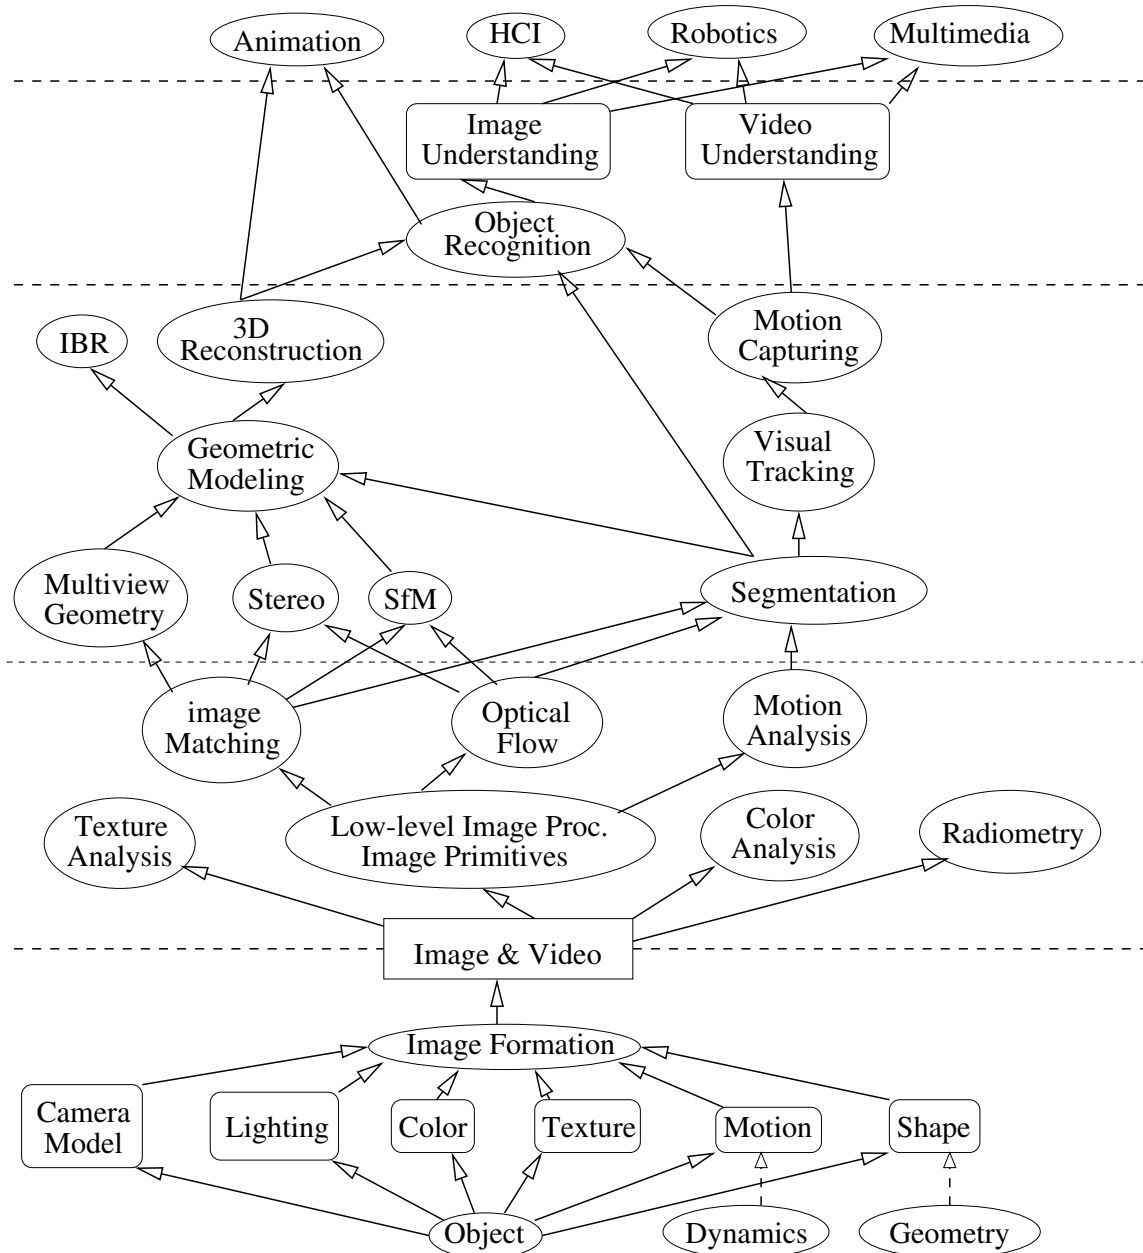 Animation
HCI
Robotics
Multimedia
Image
Understanding
Video
Understanding
Object
Recognition
IBR
3D
Reconstruction
Motion
Capturing
Geometric
Modeling
Visual
Tracking
Multiview
Geometry
Stereo
SfM
Segmentation
image
Matching
Optical
Flow
Motion
Analysis
Texture
Analysis
Low-level Image Proc.
Image Primitives
Color
Analysis
Radiometry
Image & Video
Image Formation
Camera
Model
Lighting
Color
Texture
Motion
Shape
Object
Dynamics
Geometry